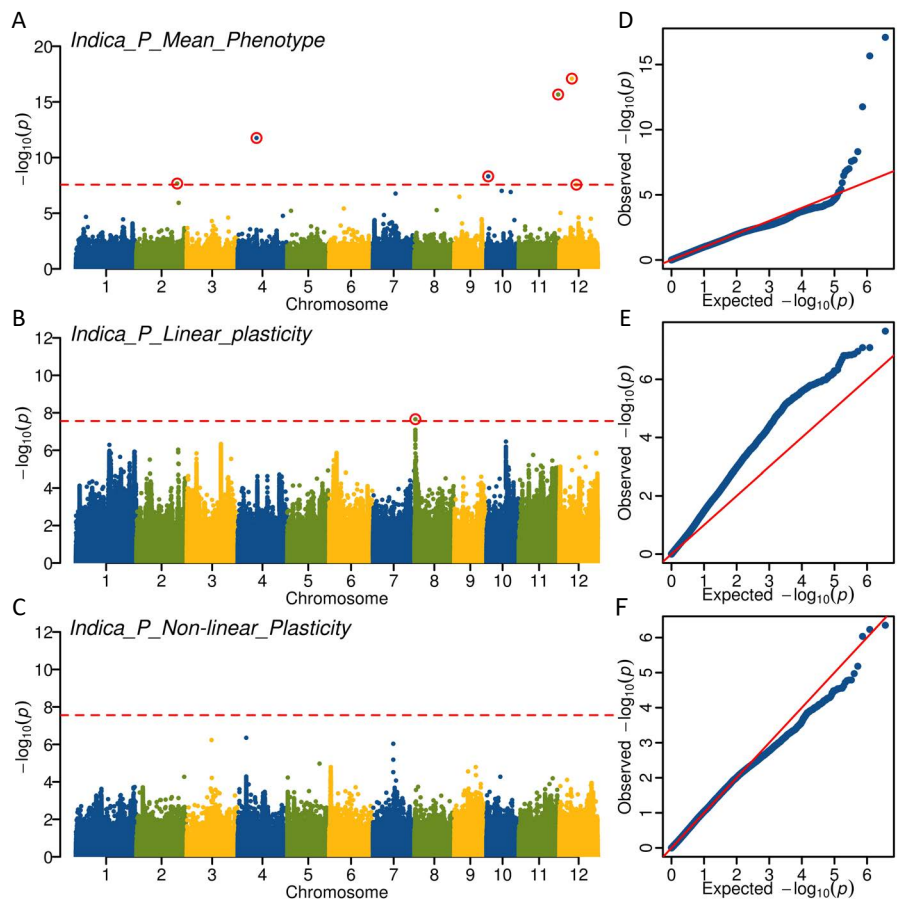 A
Indica_P_Mean_Phenotype
20
15
10
5
0
−log10(p)
1 2 3 4 5 6 7 8 9 10 11 12
Chromosome
D
15
10
5
0
Observed −log10(p)
0 1 2 3 4 5 6
Expected −log10(p)
B
Indica_P_Linear_plasticity
12
10
8
6
4
2
0
−log10(p)
1 2 3 4 5 6 7 8 9 10 11 12
Chromosome
E
6
4
2
0
Observed −log10(p)
0 1 2 3 4 5 6
Expected −log10(p)
C
Indica_P_Non-linear_Plasticity
12
10
8
6
4
2
0
−log10(p)
1 2 3 4 5 6 7 8 9 10 11 12
Chromosome
F
6
5
4
3
2
1
0
Observed −log10(p)
0 1 2 3 4 5 6
Expected −log10(p)